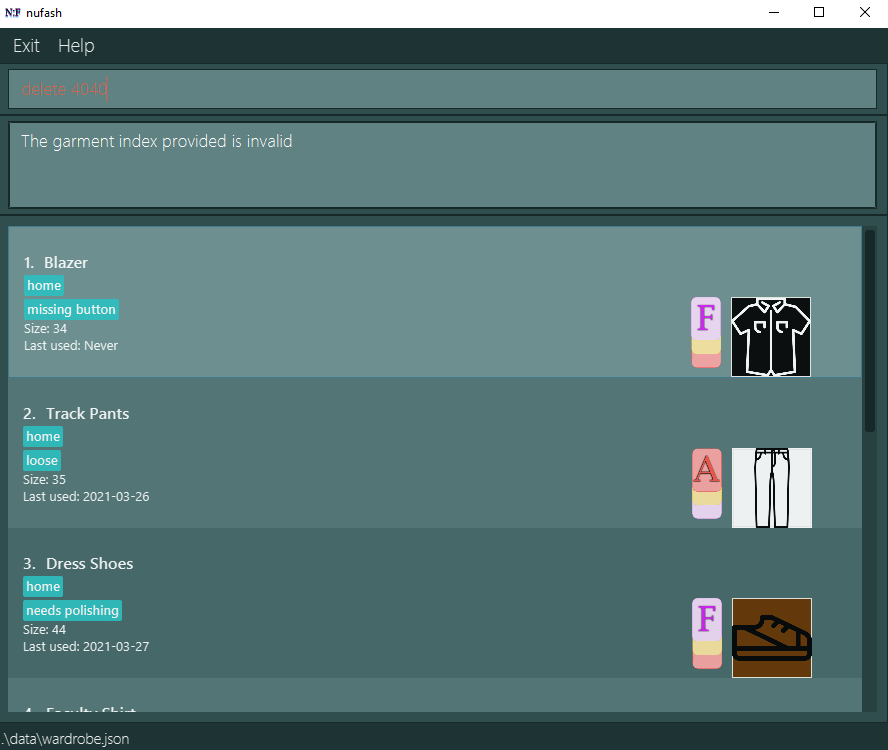 N:F nufash
Exit Help
delete 4040
The garment index provided is invalid
1. Blazer
home
missing button
Size: 34
Last used: Never
F
2. Track Pants
home
loose
Size: 35
Last used: 2021-03-26
A
3. Dress Shoes
home
needs polishing
Size: 44
Last used: 2021-03-27
F
4. Faculty Shirt
.\data\wardrobe.json